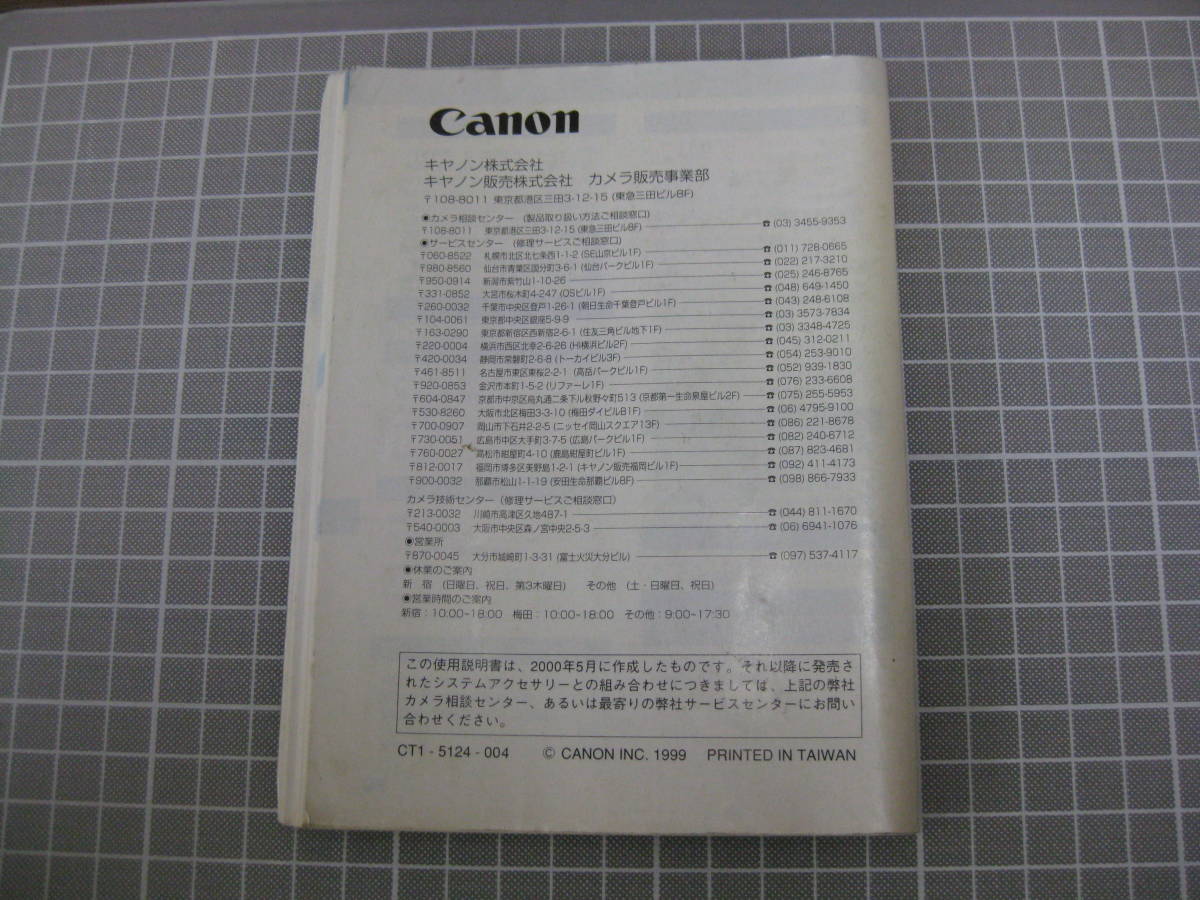 Canon
キヤノン株式会社
キヤノン販売株式会社 カメラ販売事業部
〒108-8011 東京都港区三田3-12-15 (東急三田ビル8F)
◉カメラ相談センター (製品取り扱い方法ご相談窓口)
〒108-8011 東京都港区三田3-12-15 (東急三田ビル8F) ☎ (03) 3455-9353
◉サービスセンター (修理サービスご相談窓口)
〒060-8522 札幌市北区北七条西1-1-2 (SE山京ビル1F) ☎ (011) 728-0665
〒980-8560 仙台市青葉区国分町3-6-1 (仙台パークビル1F) ☎ (022) 217-3210
〒950-0914 新潟市紫竹山1-10-26 ☎ (025) 246-8765
〒331-0852 大宮市桜木町4-247 (OSビル1F) ☎ (048) 649-1450
〒260-0032 千葉市中央区登戸1-26-1 (朝日生命千葉登戸ビル1F) ☎ (043) 248-6108
〒104-0061 東京都中央区銀座5-9-9 ☎ (03) 3573-7834
〒163-0290 東京都新宿区西新宿2-6-1 (住友三角ビル地下1F) ☎ (03) 3348-4725
〒220-0004 横浜市西区北幸2-6-26 (HI横浜ビル2F) ☎ (045) 312-0211
〒420-0034 静岡市常磐町2-6-8 (トーカイビル3F) ☎ (054) 253-9010
〒461-8511 名古屋市東区東桜2-2-1 (高岳パークビル1F) ☎ (052) 939-1830
〒920-0853 金沢市本町1-5-2 (リファーレ1F) ☎ (076) 233-6608
〒604-0847 京都市中京区烏丸通二条下ル秋野々町513 (京都第一生命泉屋ビル2F) ☎ (075) 255-5953
〒530-8260 大阪市北区梅田3-3-10 (梅田ダイビルB1F) ☎ (06) 4795-9100
〒700-0907 岡山市下石井2-2-5 (ニッセイ岡山スクエア13F) ☎ (086) 221-8678
〒730-0051 広島市中区大手町3-7-5 (広島パークビル1F) ☎ (082) 240-6712
〒760-0027 高松市紺屋町4-10 (鹿島紺屋町ビル1F) ☎ (087) 823-4681
〒812-0017 福岡市博多区美野島1-2-1 (キヤノン販売福岡ビル1F) ☎ (092) 411-4173
〒900-0032 那覇市松山1-1-19 (安田生命那覇ビル8F) ☎ (098) 866-7933
カメラ技術センター (修理サービスご相談窓口)
〒213-0032 川崎市高津区久地487-1 ☎ (044) 811-1670
〒540-0003 大阪市中央区森ノ宮中央2-5-3 ☎ (06) 6941-1076
◉営業所
〒870-0045 大分市城崎町1-3-31 (富士火災大分ビル) ☎ (097) 537-4117
◉休業のご案内
新 宿 (日曜日、祝日、第3木曜日) その他 (土・日曜日、祝日)
◉営業時間のご案内
新宿：10:00~18:00 梅田：10:00~18:00 その他：9:00~17:30
この使用説明書は、2000年5月に作成したものです。それ以降に発売さ
れたシステムアクセサリーとの組み合わせにつきましては、上記の弊社
カメラ相談センター、あるいは最寄りの弊社サービスセンターにお問い
合わせください。
CT1 - 5124 - 004 © CANON INC. 1999 PRINTED IN TAIWAN